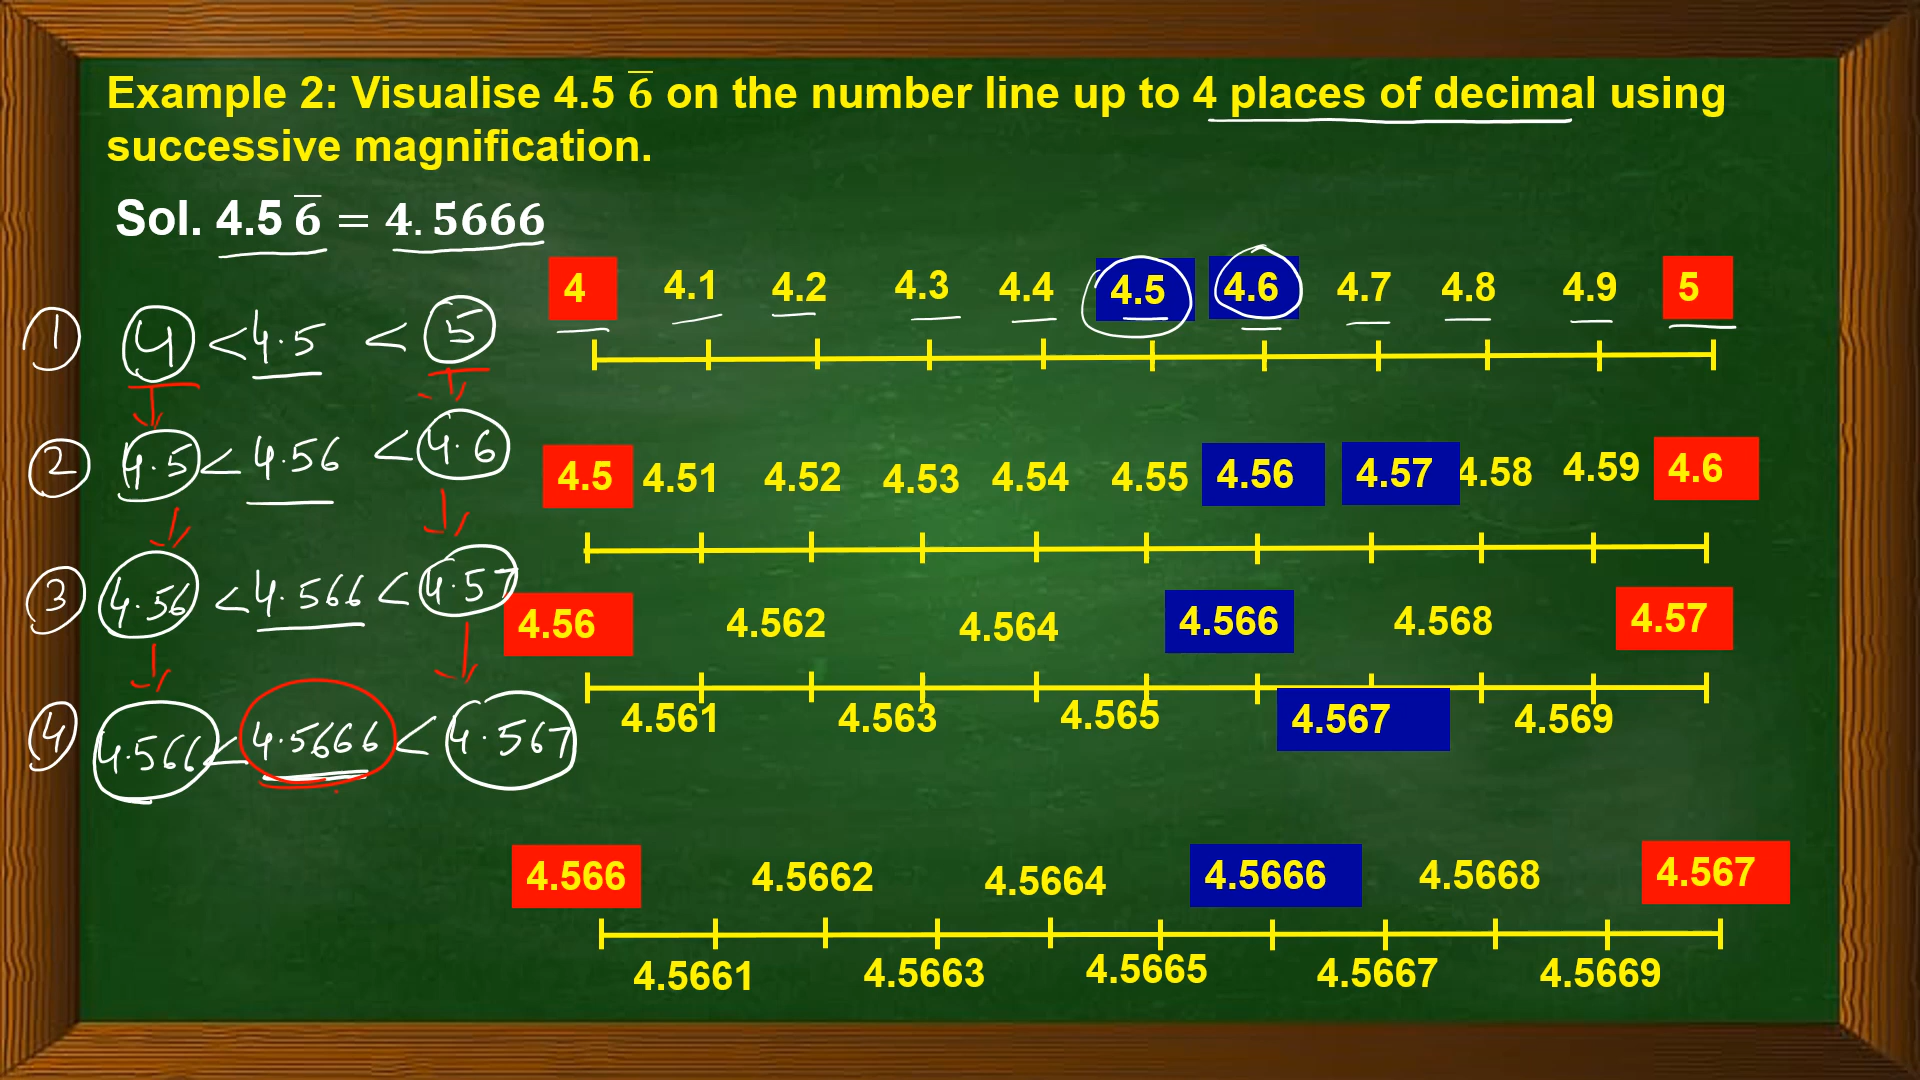 Example 2: Visualise 4.5 6̅ on the number line up to 4 places of decimal using
successive magnification.
Sol. 4.5 6̅ = 4.5666
① 4 < 4.5 < 5
② 4.5 < 4.56 < 4.6
③ 4.56 < 4.566 < 4.57
④ 4.566 < 4.5666 < 4.567
4 4.1 4.2 4.3 4.4 4.5 4.6 4.7 4.8 4.9 5
4.5 4.51 4.52 4.53 4.54 4.55 4.56 4.57 4.58 4.59 4.6
4.56 4.562 4.564 4.566 4.568 4.57
4.561 4.563 4.565 4.567 4.569
4.566 4.5662 4.5664 4.5666 4.5668 4.567
4.5661 4.5663 4.5665 4.5667 4.5669